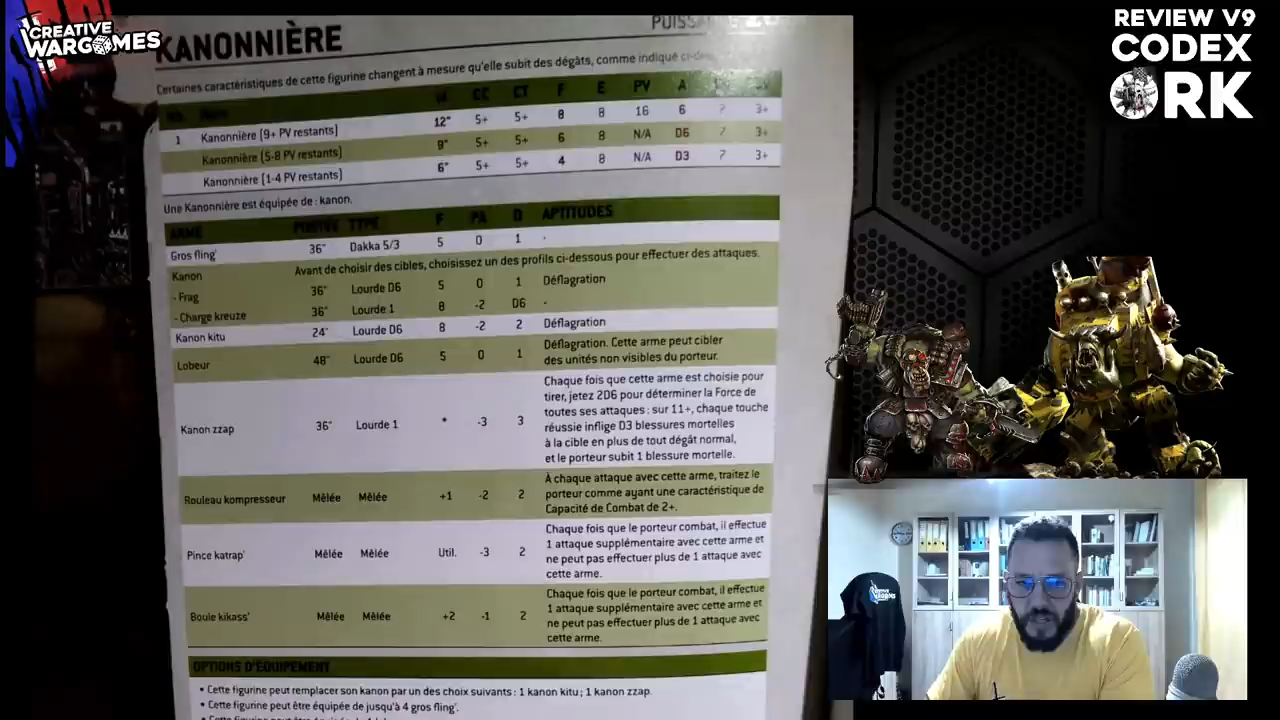 CREATIVE
WARGOMES
REVIEW V9
CODEX
ORK
KANONNIÈRE
Certaines caractéristiques de cette figurine changent à mesure qu'elle subit des dégâts, comme indiqué
M CC CT F E PV A
1 Kanonnière (9+ PV restants) 12" 5+ 5+ 8 8 16 6 7 3+
Kanonnière (5-8 PV restants) 9" 5+ 5+ 6 8 N/A D6 7 3+
Kanonnière (1-4 PV restants) 6" 5+ 5+ 4 8 N/A D3 7 3+
Une Kanonnière est équipée de : kanon.
ARME PORTÉE TYPE F PA D APTITUDES
Gros fling' 36" Dakka 5/3 5 0 1 -
Kanon Avant de choisir des cibles, choisissez un des profils ci-dessous pour effectuer des attaques.
- Frag 36" Lourde D6 5 0 1 Déflagration
- Charge kreuze 36" Lourde 1 8 -2 D6 -
Kanon kitu 24" Lourde D6 8 -2 2 Déflagration
Lobeur 48" Lourde D6 5 0 1 Déflagration. Cette arme peut cibler
des unités non visibles du porteur.
Kanon zzap 36" Lourde 1 * -3 3 Chaque fois que cette arme est choisie pour
tirer, jetez 2D6 pour déterminer la Force de
toutes ses attaques : sur 11+, chaque touche
réussie inflige D3 blessures mortelles
à la cible en plus de tout dégât normal,
et le porteur subit 1 blessure mortelle.
Rouleau kompresseur Mêlée Mêlée +1 -2 2 À chaque attaque avec cette arme, traitez le
porteur comme ayant une caractéristique de
Capacité de Combat de 2+.
Pince katrap' Mêlée Mêlée Util. -3 2 Chaque fois que le porteur combat, il effectue
1 attaque supplémentaire avec cette arme et
ne peut pas effectuer plus de 1 attaque avec
cette arme.
Boule kikass' Mêlée Mêlée +2 -1 2 Chaque fois que le porteur combat, il effectue
1 attaque supplémentaire avec cette arme et
ne peut pas effectuer plus de 1 attaque avec
cette arme.
OPTIONS D'ÉQUIPEMENT
• Cette figurine peut remplacer son kanon par un des choix suivants : 1 kanon kitu ; 1 kanon zzap.
• Cette figurine peut être équipée de jusqu'à 4 gros fling'.